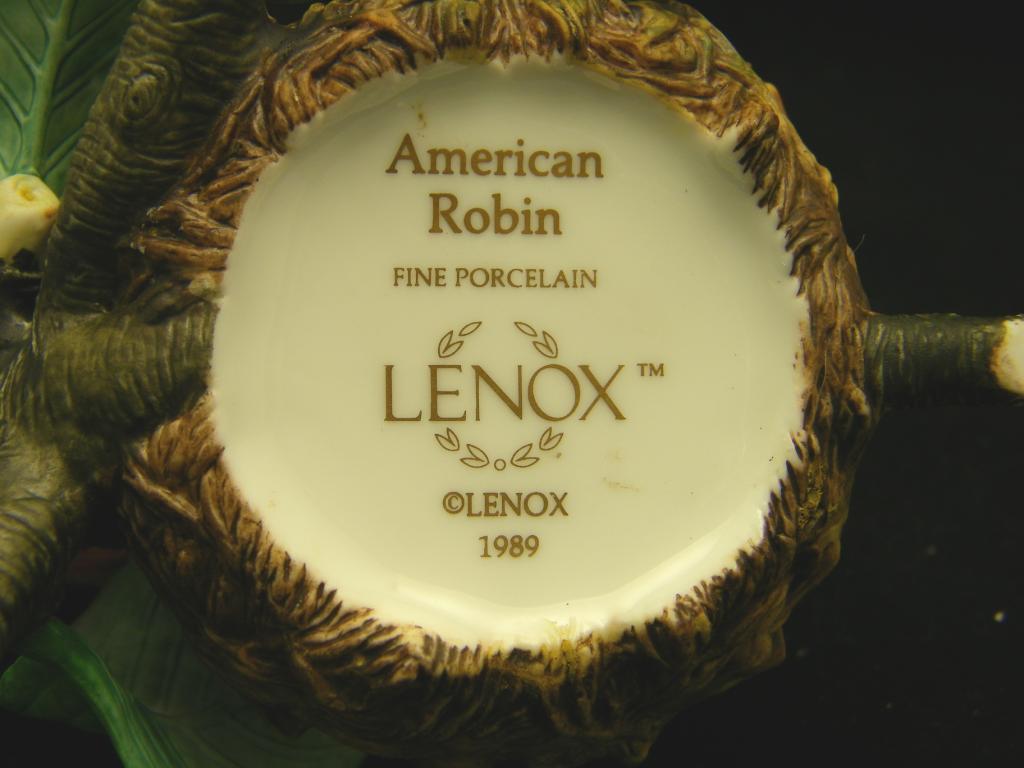 American
Robin
FINE PORCELAIN
LENOX™
©LENOX
1989